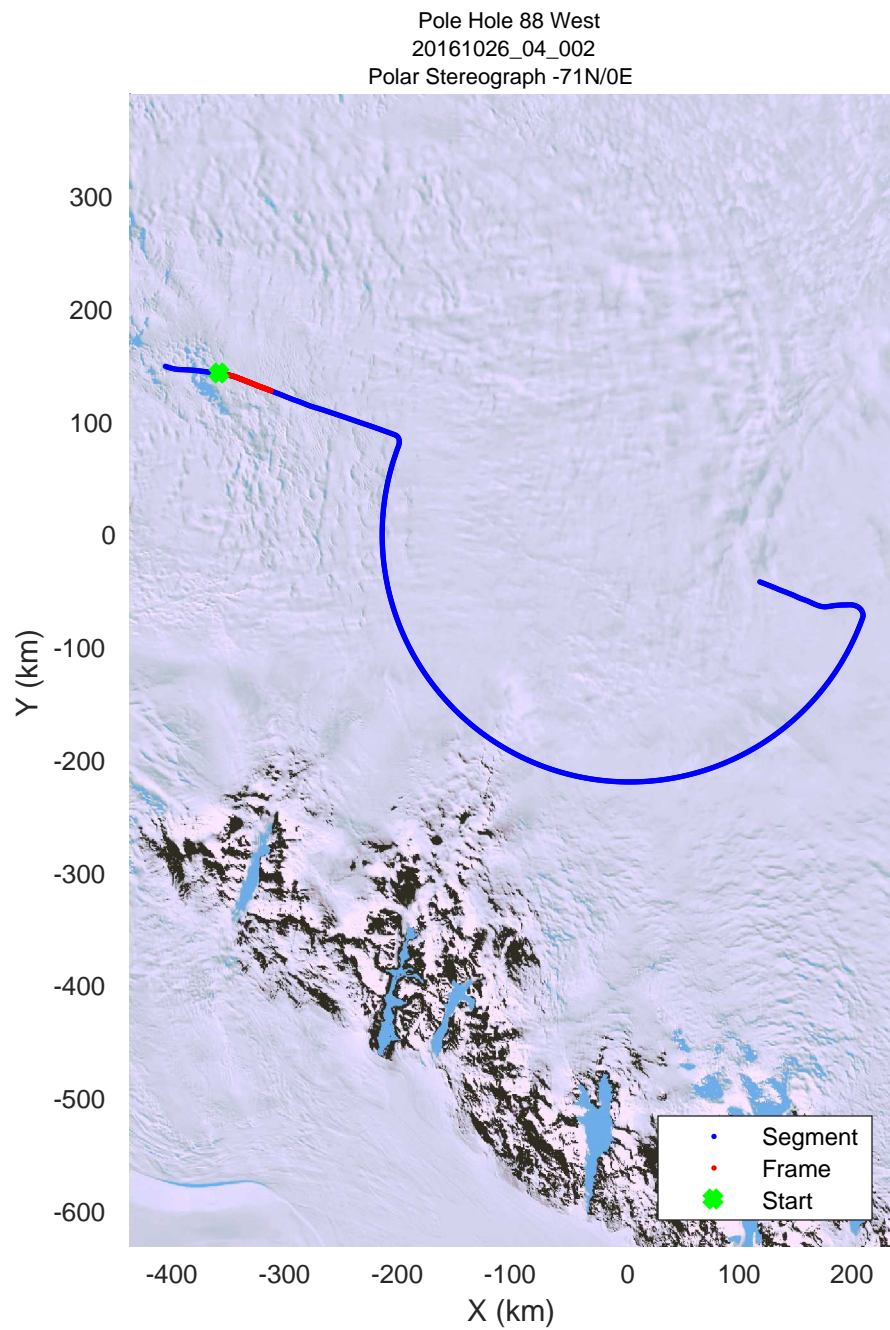 Pole Hole 88 West
20161026_04_002
Polar Stereograph -71N/0E
300
200
100
0
-100
-200
-300
-400
-500
-600
Y (km)
-400 -300 -200 -100 0 100 200
X (km)
Segment
Frame
Start